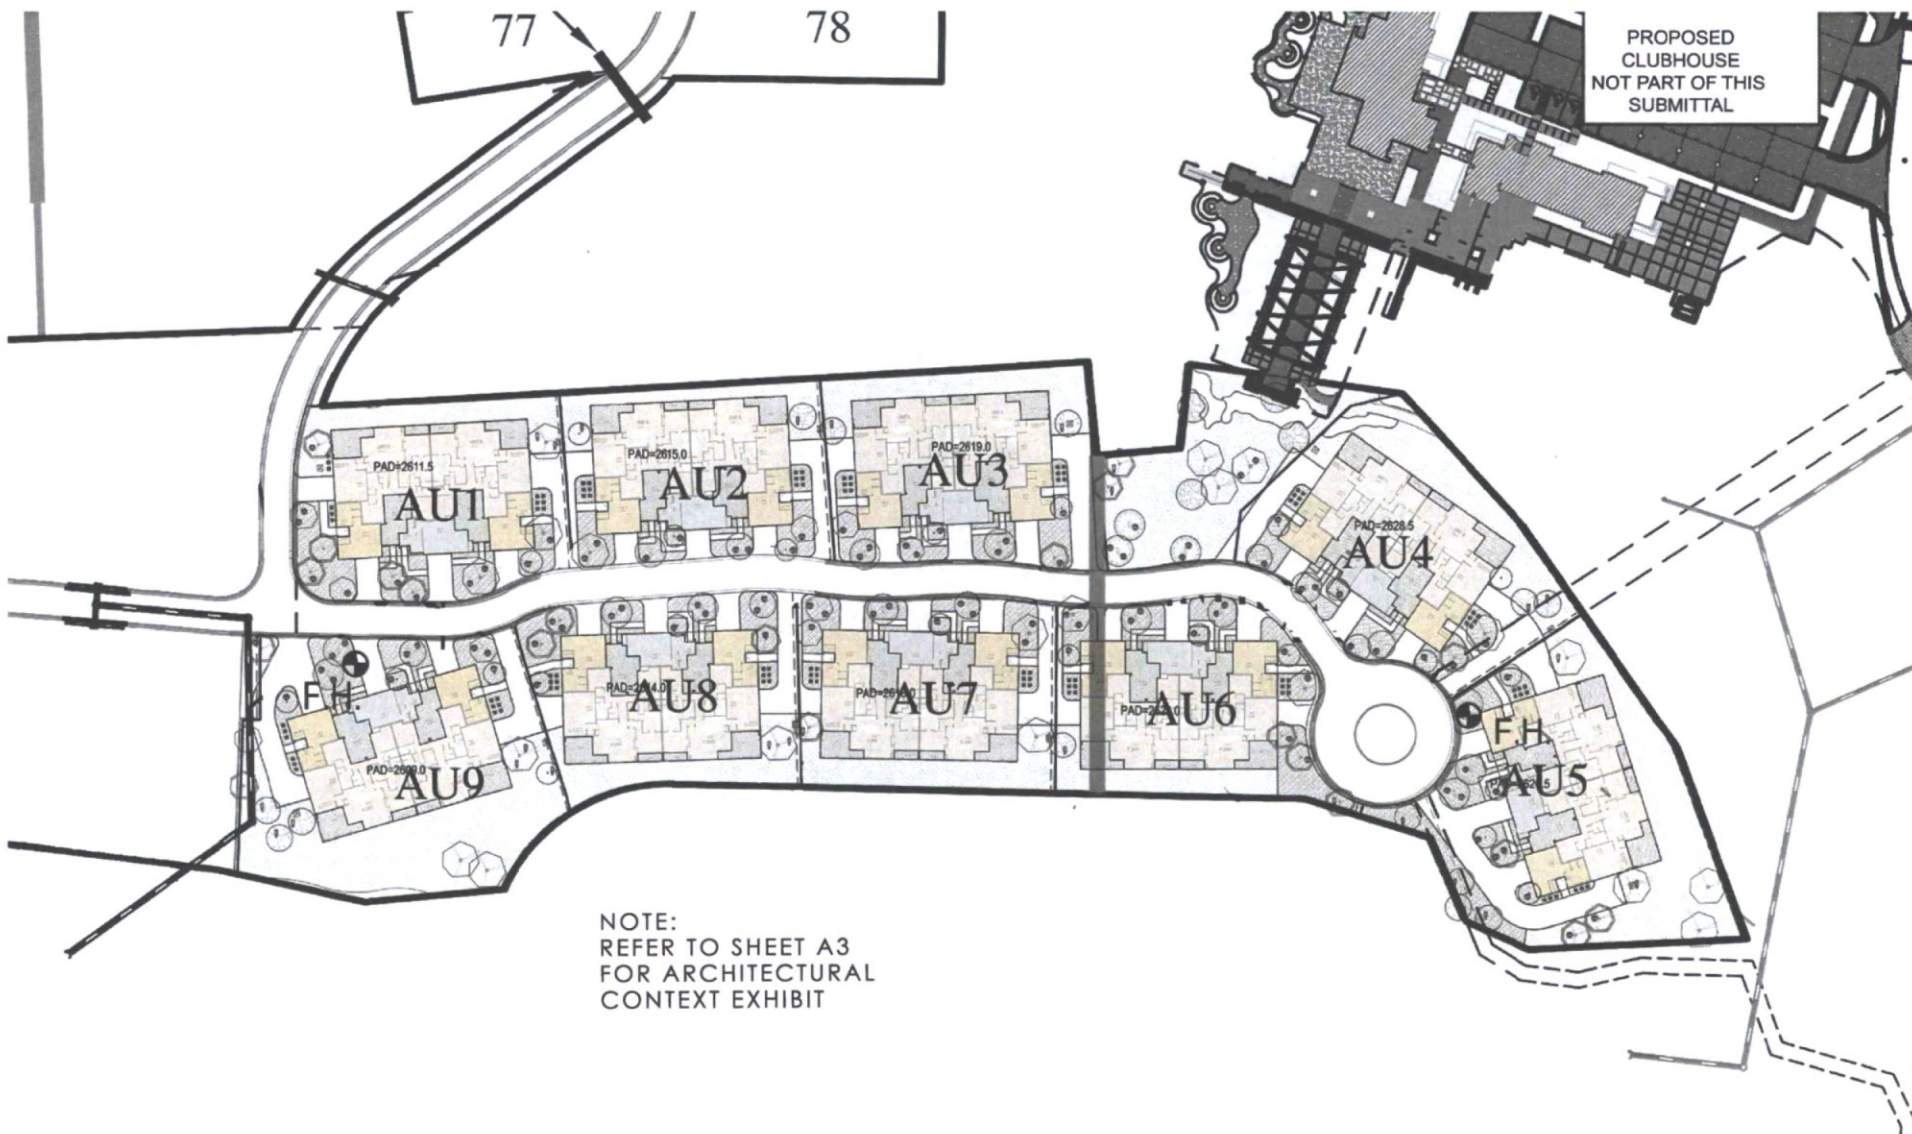 77
78
PROPOSED
CLUBHOUSE
NOT PART OF THIS
SUBMITTAL
PAD=2611.5
AU1
PAD=2615.0
AU2
PAD=2619.0
AU3
PAD=2628.5
AU4
F.H.
AU5
AU6
AU7
AU8
F.H.
AU9
NOTE:
REFER TO SHEET A3
FOR ARCHITECTURAL
CONTEXT EXHIBIT